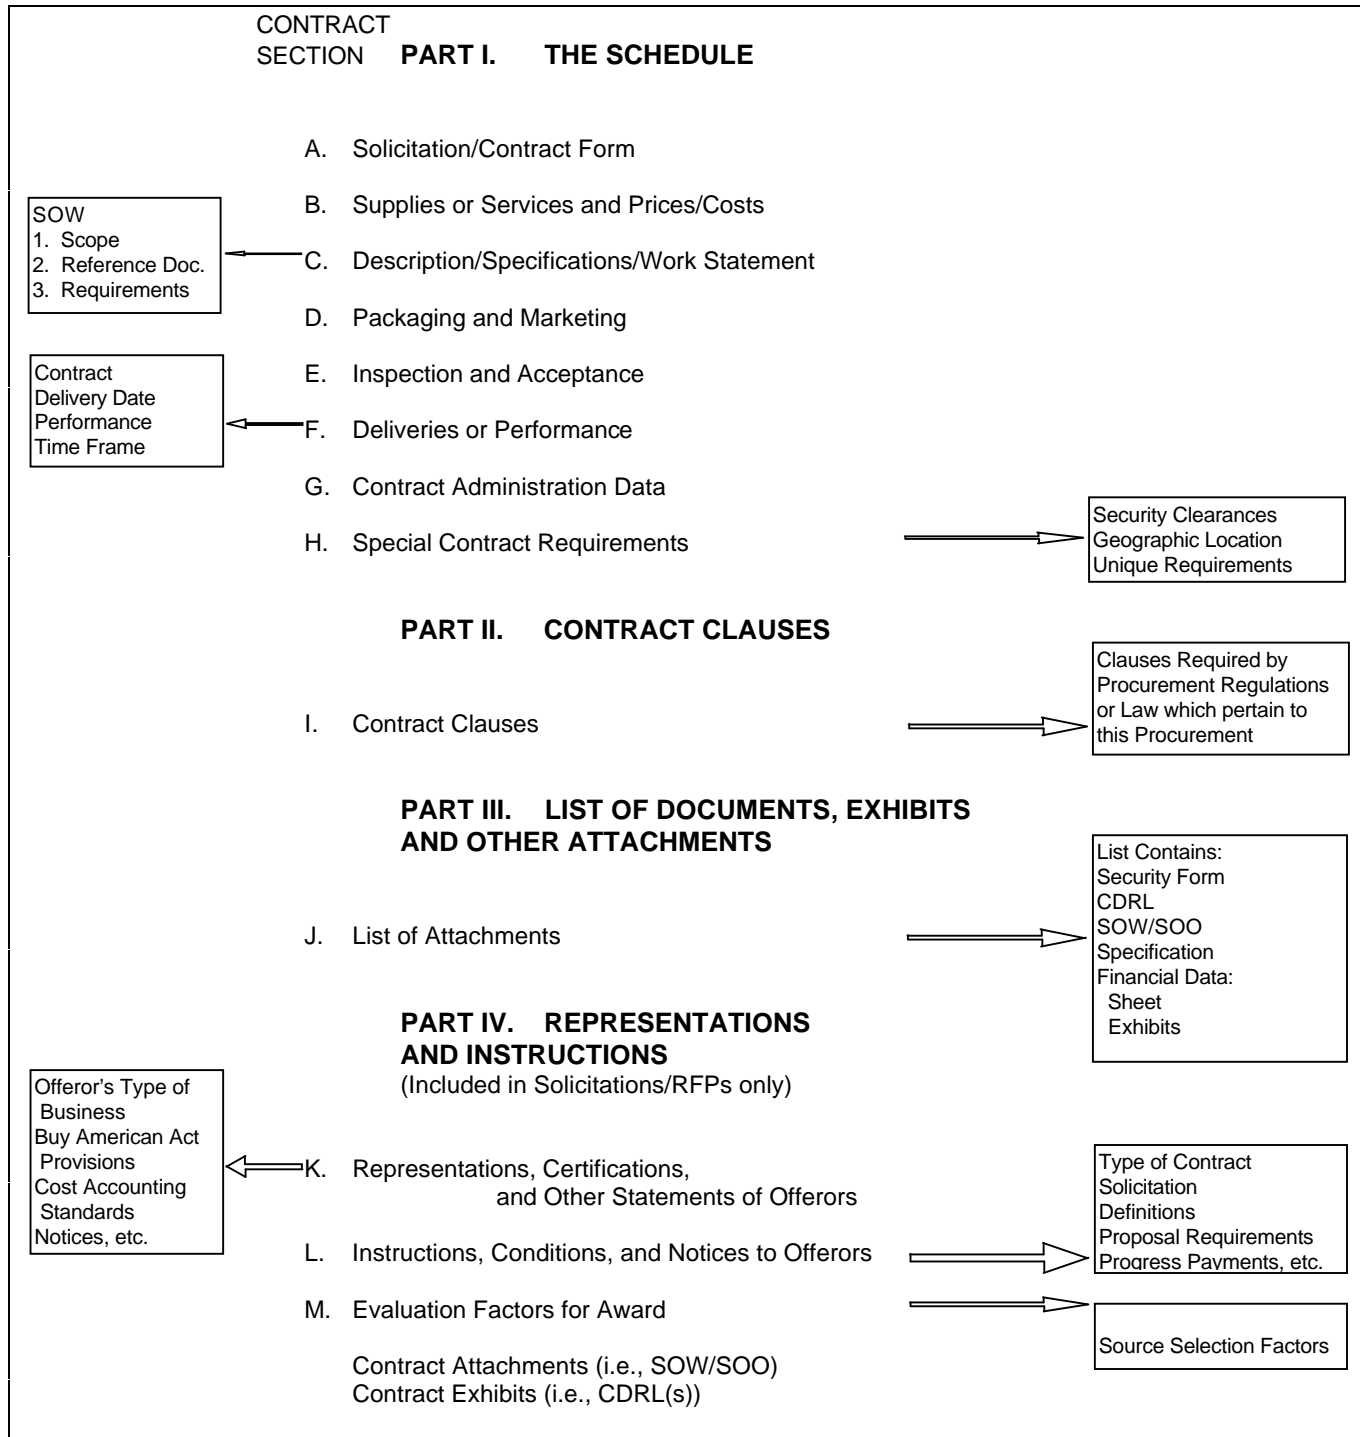 CONTRACT
SECTION PART I. THE SCHEDULE
A. Solicitation/Contract Form
B. Supplies or Services and Prices/Costs
SOW
1. Scope
2. Reference Doc.
3. Requirements
C. Description/Specifications/Work Statement
D. Packaging and Marketing
E. Inspection and Acceptance
Contract
Delivery Date
Performance
Time Frame
F. Deliveries or Performance
G. Contract Administration Data
H. Special Contract Requirements
Security Clearances
Geographic Location
Unique Requirements
PART II. CONTRACT CLAUSES
I. Contract Clauses
Clauses Required by
Procurement Regulations
or Law which pertain to
this Procurement
PART III. LIST OF DOCUMENTS, EXHIBITS
AND OTHER ATTACHMENTS
J. List of Attachments
List Contains:
Security Form
CDRL
SOW/SOO
Specification
Financial Data:
Sheet
Exhibits
PART IV. REPRESENTATIONS
AND INSTRUCTIONS
(Included in Solicitations/RFPs only)
Offeror’s Type of
Business
Buy American Act
Provisions
Cost Accounting
Standards
Notices, etc.
K. Representations, Certifications,
and Other Statements of Offerors
L. Instructions, Conditions, and Notices to Offerors
Type of Contract
Solicitation
Definitions
Proposal Requirements
Progress Payments, etc.
M. Evaluation Factors for Award
Source Selection Factors
Contract Attachments (i.e., SOW/SOO)
Contract Exhibits (i.e., CDRL(s))